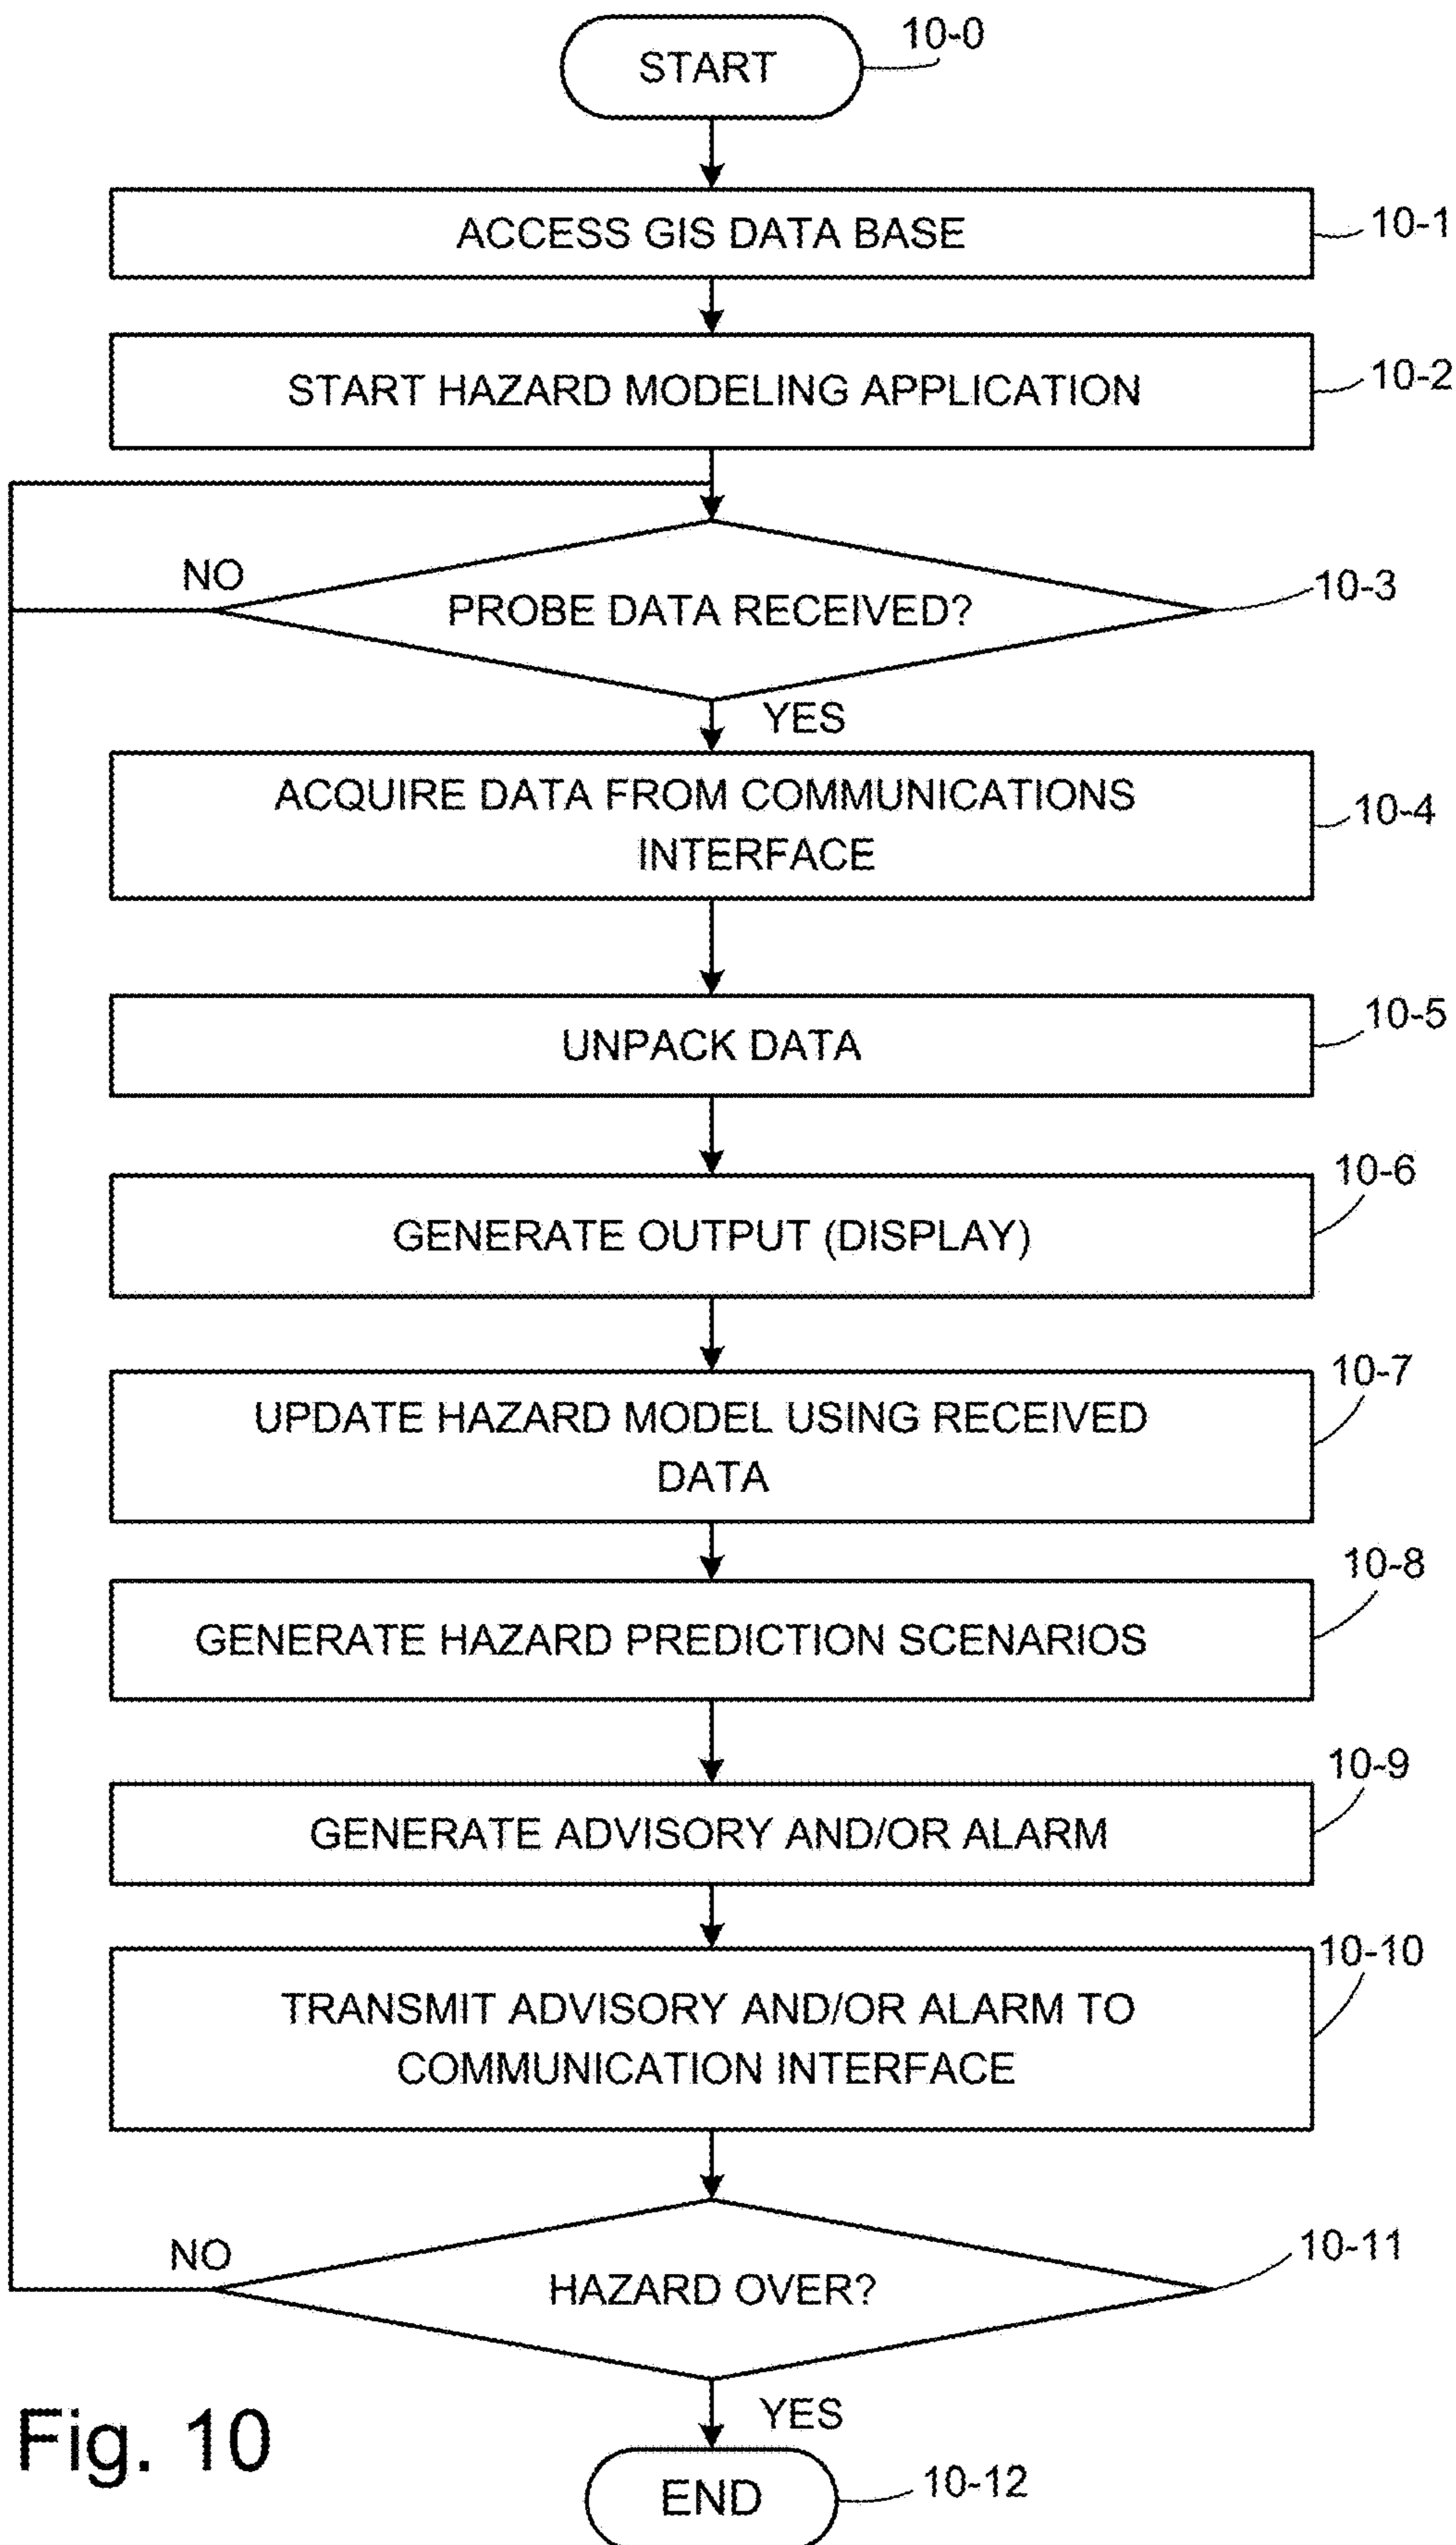 START
10-0
ACCESS GIS DATA BASE
10-1
START HAZARD MODELING APPLICATION
10-2
NO
PROBE DATA RECEIVED?
10-3
YES
ACQUIRE DATA FROM COMMUNICATIONS
INTERFACE
10-4
UNPACK DATA
10-5
GENERATE OUTPUT (DISPLAY)
10-6
UPDATE HAZARD MODEL USING RECEIVED
DATA
10-7
GENERATE HAZARD PREDICTION SCENARIOS
10-8
GENERATE ADVISORY AND/OR ALARM
10-9
TRANSMIT ADVISORY AND/OR ALARM TO
COMMUNICATION INTERFACE
10-10
NO
HAZARD OVER?
10-11
YES
END
10-12
Fig. 10